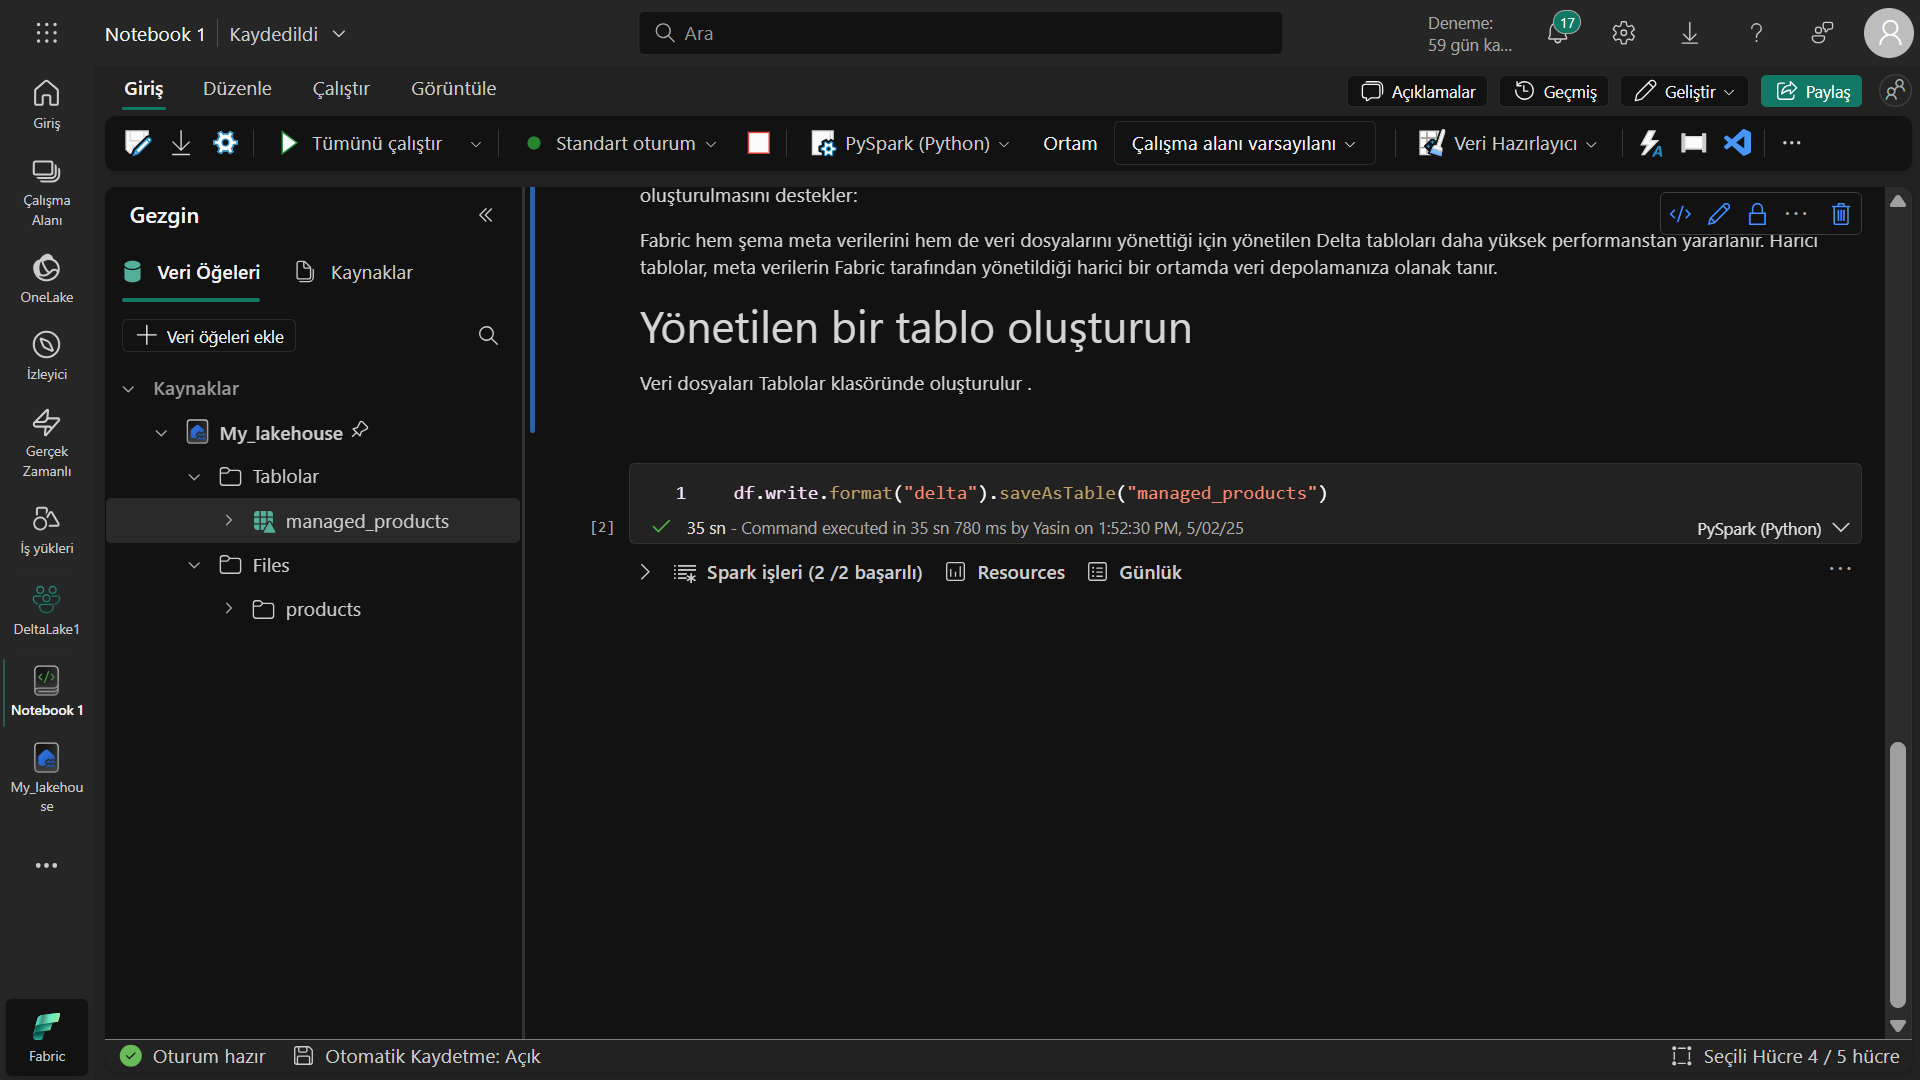 Notebook 1
Kaydedildi
Ara
Deneme:
59 gün ka...
17
Giriş
Düzenle
Çalıştır
Görüntüle
Açıklamalar
Geçmiş
Geliştir
Paylaş
Tümünü çalıştır
Standart oturum
PySpark (Python)
Ortam
Çalışma alanı varsayılanı
Veri Hazırlayıcı
...
Giriş
Çalışma
Alanı
OneLake
İzleyici
Gerçek
Zamanlı
İş yükleri
DeltaLake1
Notebook 1
My_lakehou
se
...
Fabric
Gezgin
Veri Öğeleri
Kaynaklar
Veri öğeleri ekle
Kaynaklar
My_lakehouse
Tablolar
managed_products
Files
products
oluşturulmasını destekler:
Fabric hem şema meta verilerini hem de veri dosyalarını yönettiği için yönetilen Delta tabloları daha yüksek performanstan yararlanır. Harici
tablolar, meta verilerin Fabric tarafından yönetildiği harici bir ortamda veri depolamanıza olanak tanır.
Yönetilen bir tablo oluşturun
Veri dosyaları Tablolar klasöründe oluşturulur .
1 df.write.format("delta").saveAsTable("managed_products")
[2]
35 sn - Command executed in 35 sn 780 ms by Yasin on 1:52:30 PM, 5/02/25
PySpark (Python)
Spark işleri (2 /2 başarılı)
Resources
Günlük
...
Oturum hazır
Otomatik Kaydetme: Açık
Seçili Hücre 4 / 5 hücre